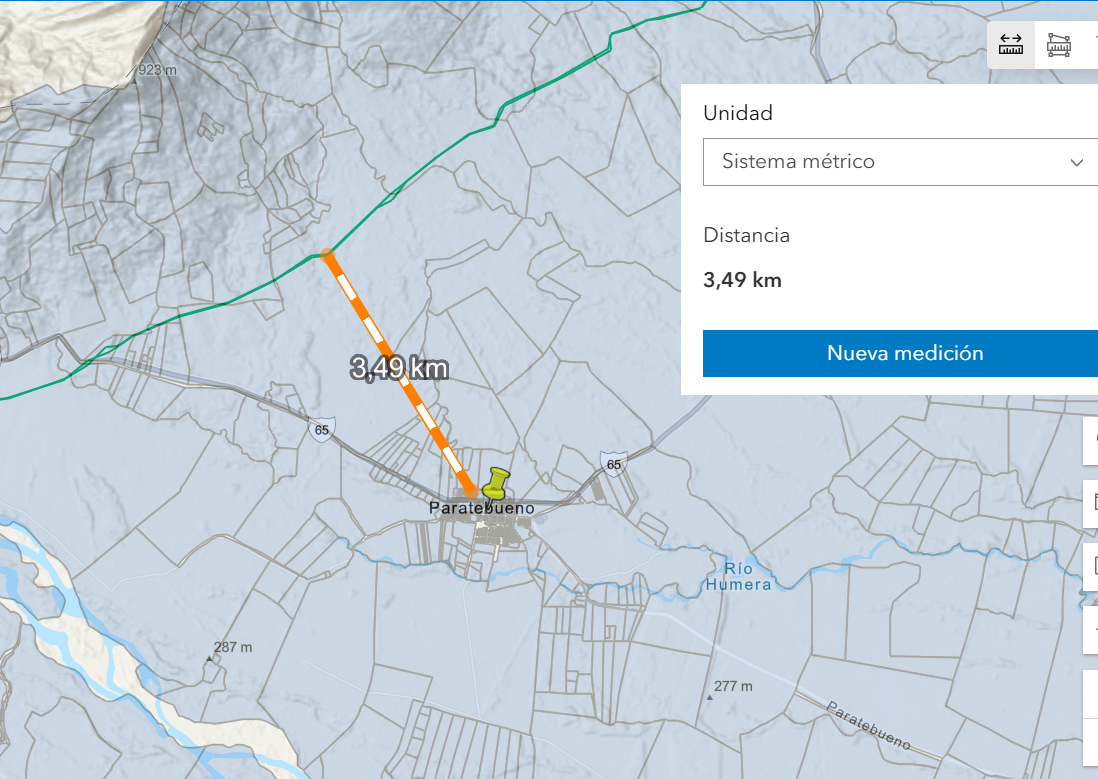 923 m
Unidad
Sistema métrico
Distancia
3,49 km
Nueva medición
3,49 km
65
65
Paratebueno
Río
Humera
287 m
277 m
Paratebueno